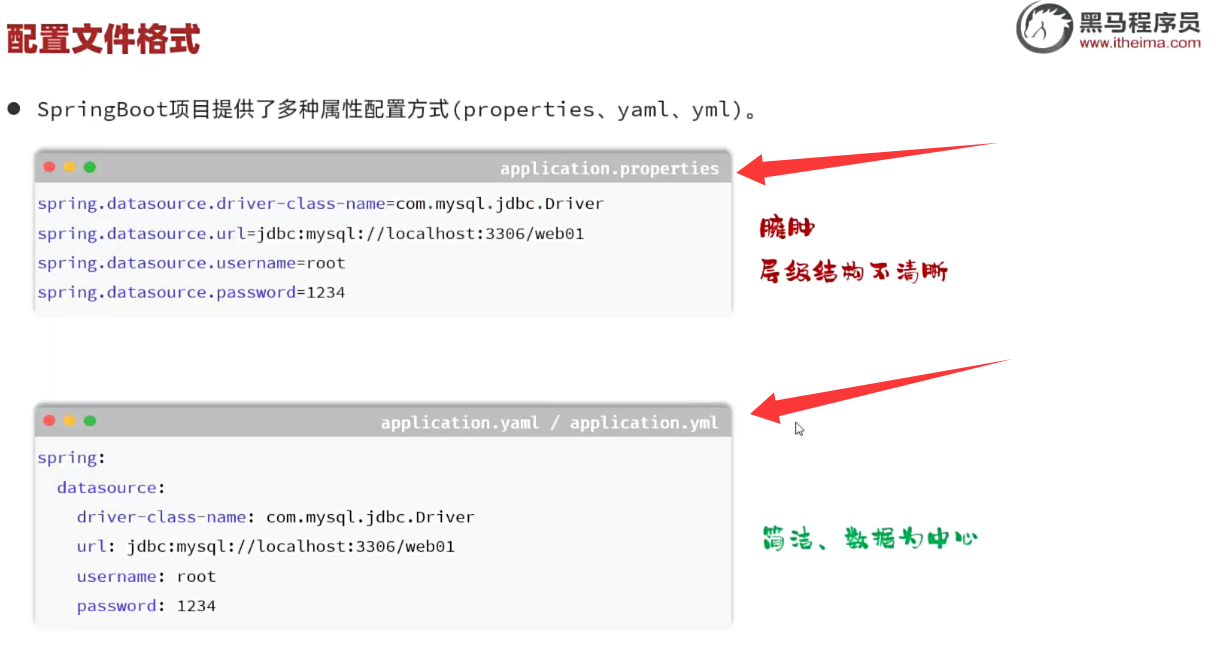 配置文件格式
黑马程序员
www.itheima.com
● SpringBoot项目提供了多种属性配置方式(properties、yaml、yml)。
application.properties
spring.datasource.driver-class-name=com.mysql.jdbc.Driver
spring.datasource.url=jdbc:mysql://localhost:3306/web01
spring.datasource.username=root
spring.datasource.password=1234
臃肿
层级结构不清晰
application.yaml / application.yml
spring:
  datasource:
    driver-class-name: com.mysql.jdbc.Driver
    url: jdbc:mysql://localhost:3306/web01
    username: root
    password: 1234
简洁、数据为中心